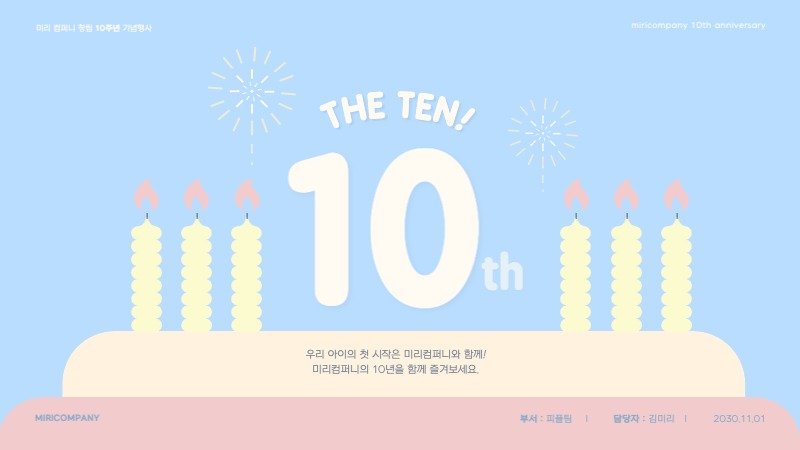 미리 컴퍼니 창립 10주년 기념행사
miricompany 10th anniversary
THE TEN!
10th
우리 아이의 첫 시작은 미리컴퍼니와 함께!
미리컴퍼니의 10년을 함께 즐겨보세요.
MIRICOMPANY
부서 : 피플팀 | 담당자 : 김미리 | 2030.11.01